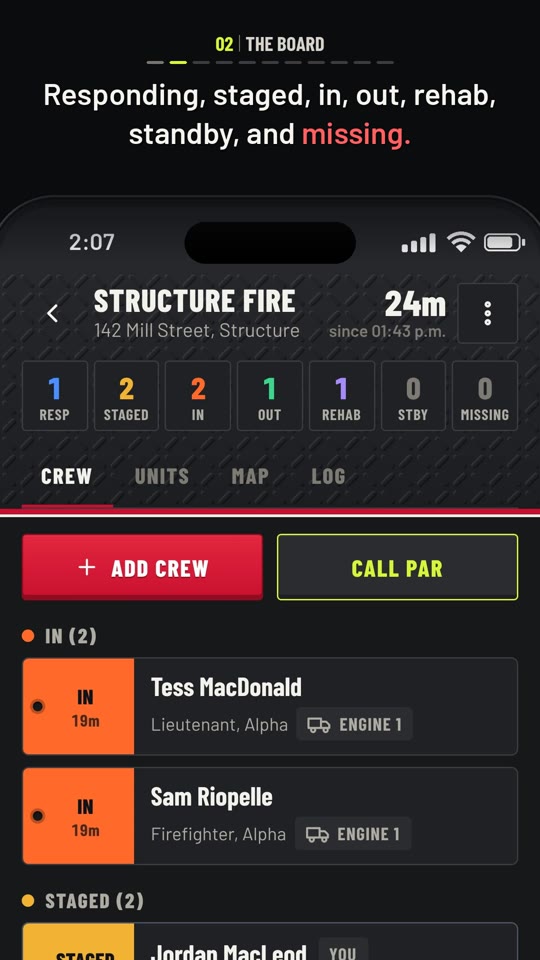 02 | THE BOARD
Responding, staged, in, out, rehab,
standby, and missing.
2:07
STRUCTURE FIRE
24m
142 Mill Street, Structure
since 01:43 p.m.
1 2 2 1 1 0 0
RESP STAGED IN OUT REHAB STBY MISSING
CREW UNITS MAP LOG
+ ADD CREW
CALL PAR
IN (2)
IN
19m
Tess MacDonald
Lieutenant, Alpha
ENGINE 1
IN
19m
Sam Riopelle
Firefighter, Alpha
ENGINE 1
STAGED (2)
STAGED
Jordan MacLeod
YOU